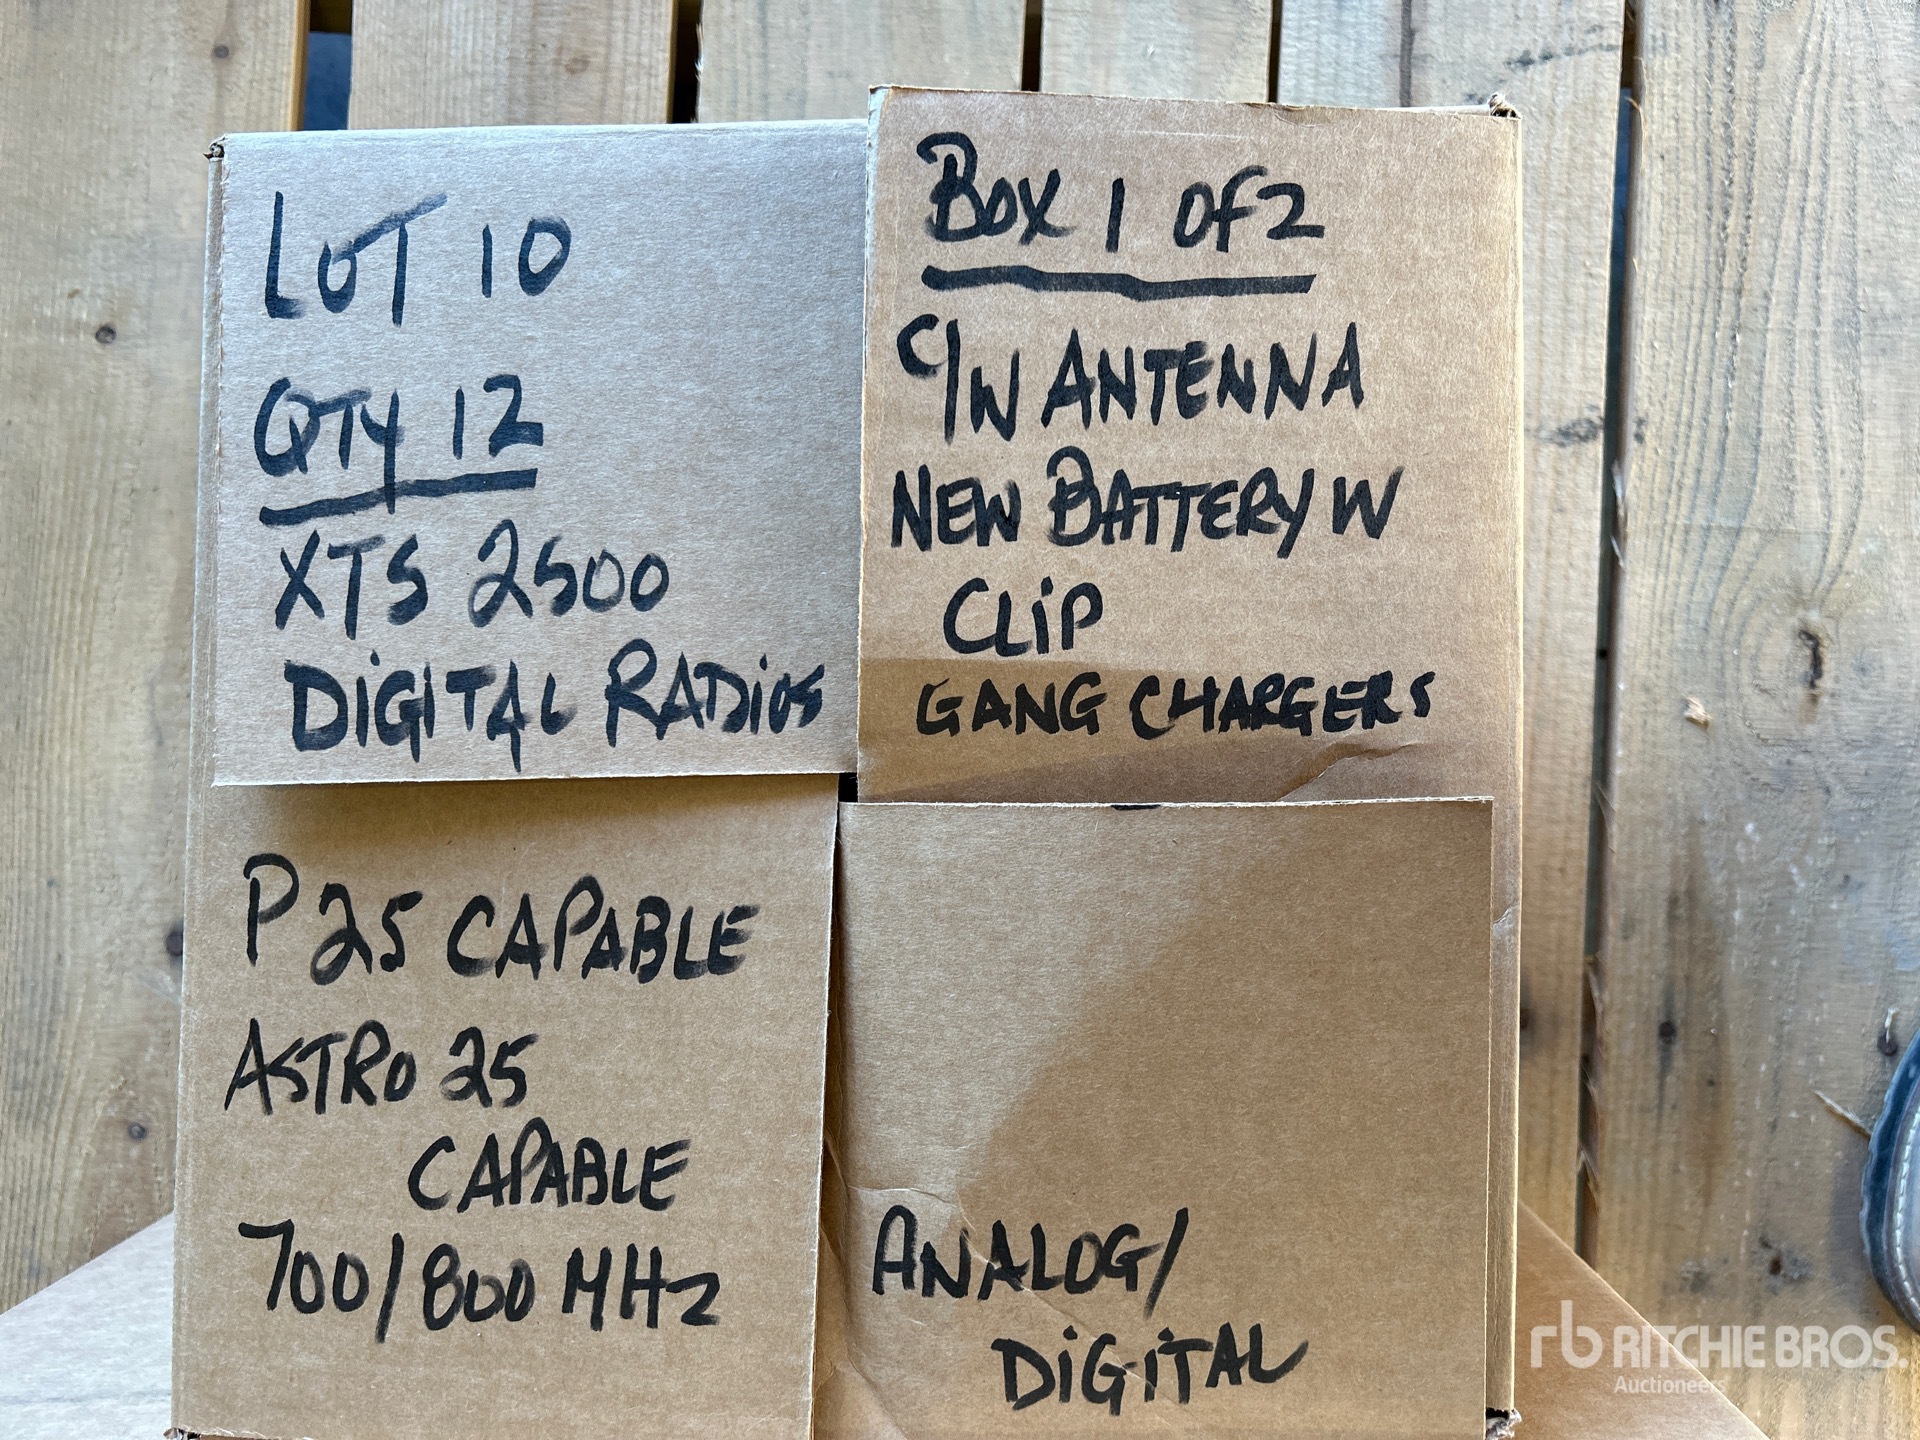 LOT 10
QTY 12
XTS 2500
DiGiTAL RADiOS
BOX 1 OF 2
C/W ANTENNA
NEW BATTERY W
CLiP
GANG CHARGERS
P25 CAPABLE
ASTRO 25
CAPABLE
700/800 MHz
ANALOG/
DiGiTAL
rb RITCHIE BROS.
Auctioneers